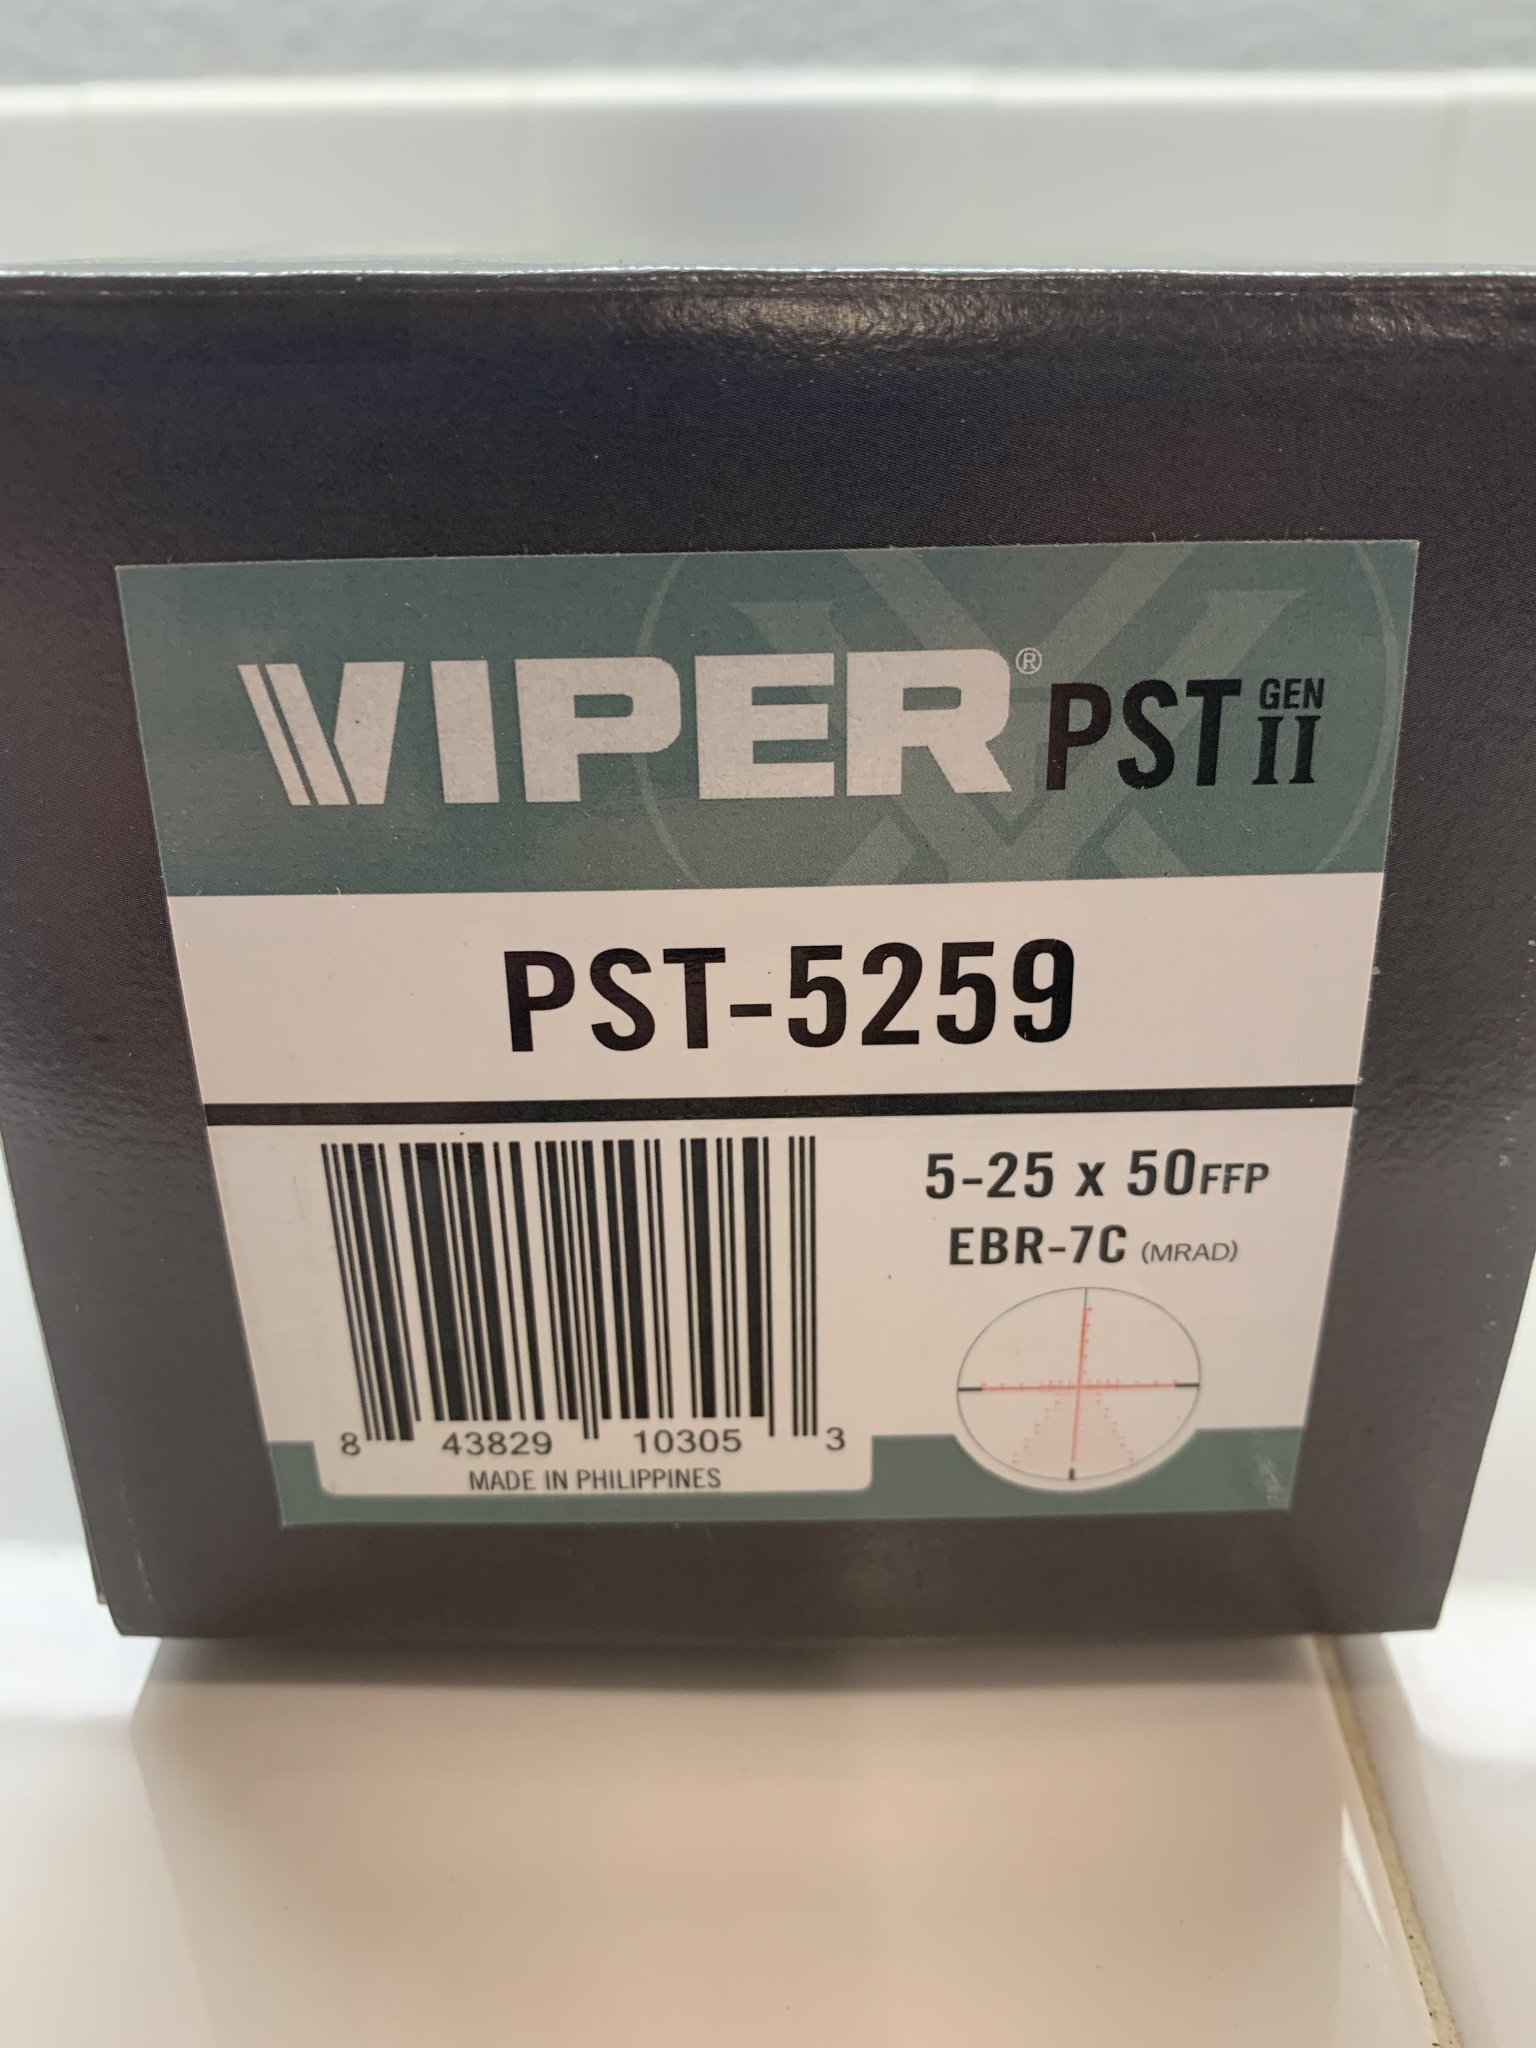 VIPER® PST GEN II
PST-5259
5-25 x 50FFP
EBR-7C (MRAD)
8 43829 10305 3
MADE IN PHILIPPINES